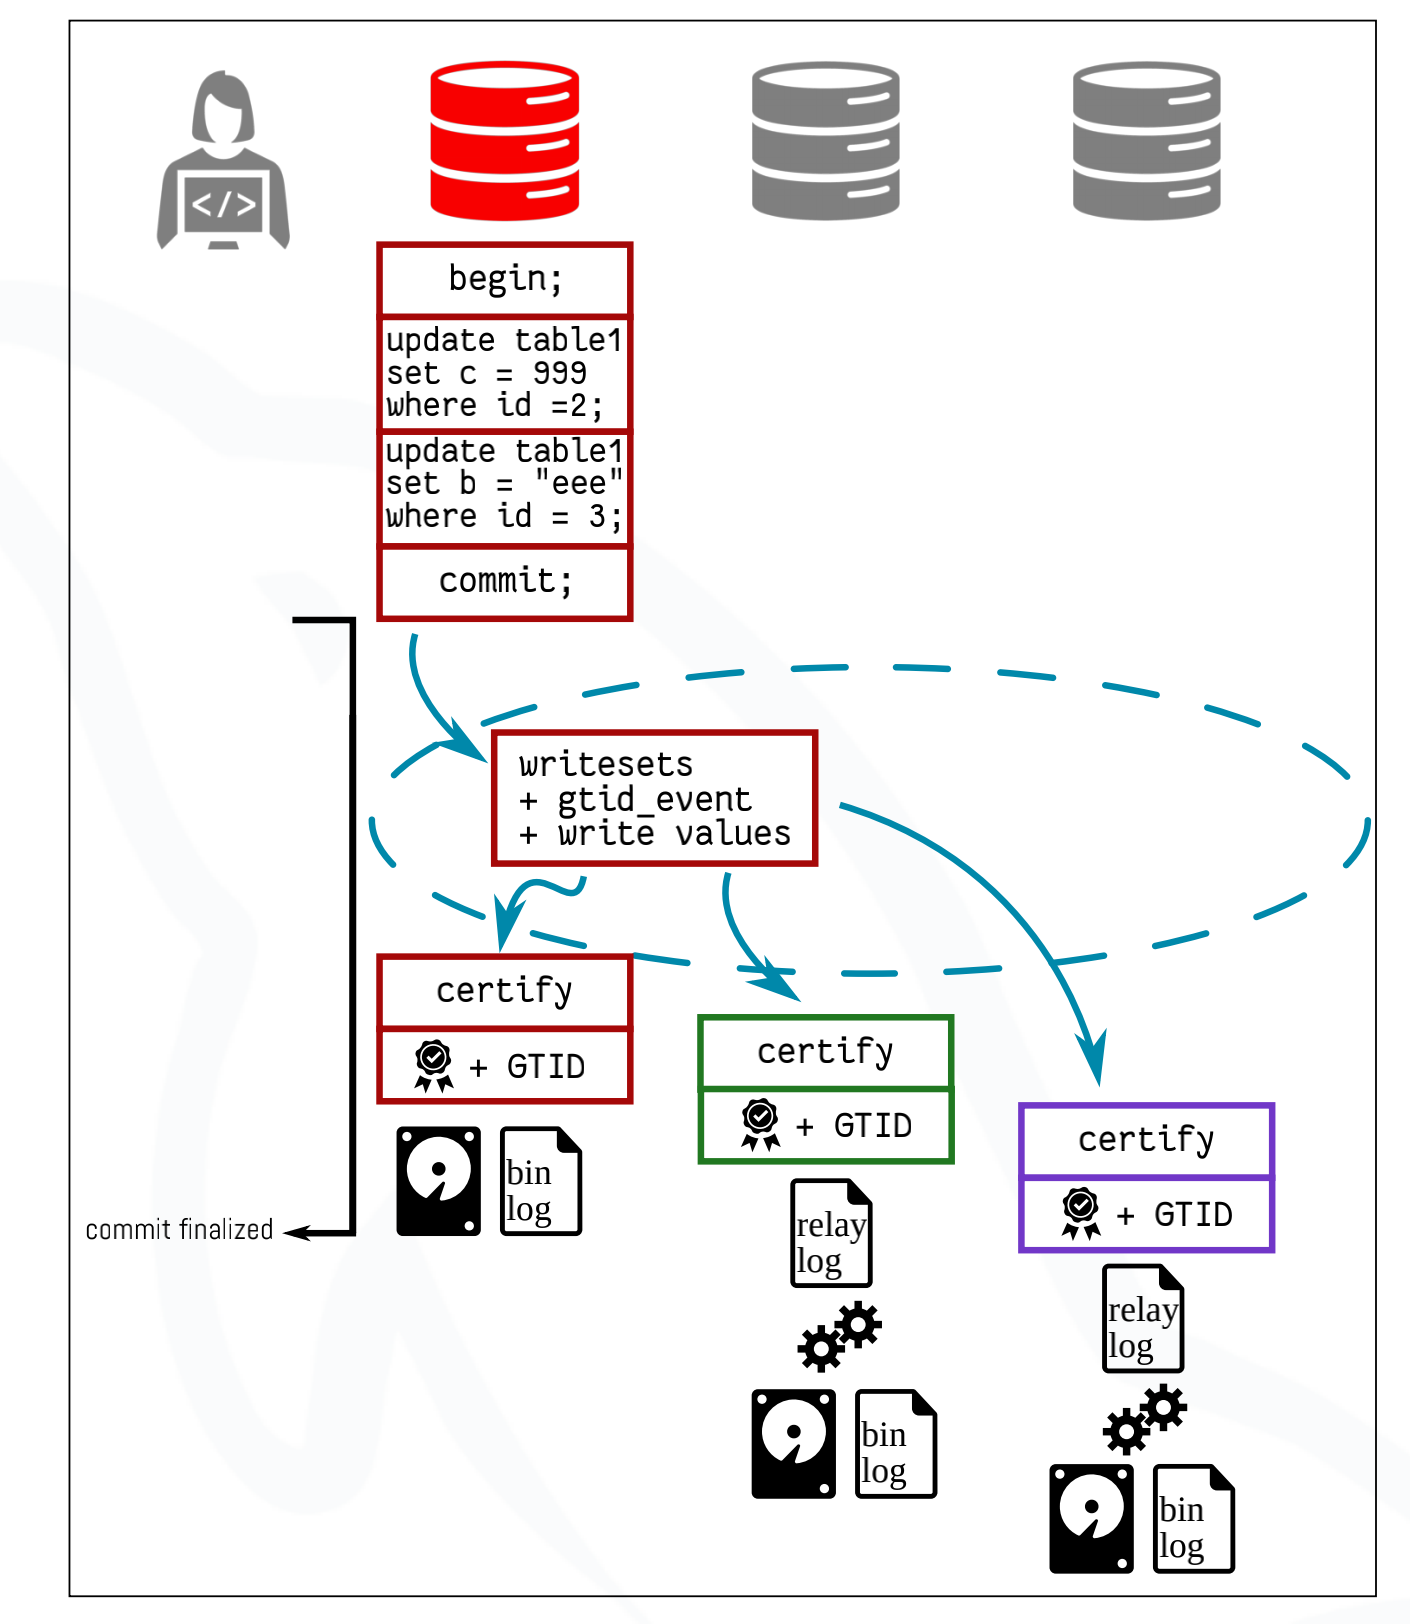 </>
begin;
update table1
set c = 999
where id =2;
update table1
set b = "eee"
where id = 3;
commit;
writesets
+ gtid_event
+ write values
certify
+ GTID
bin
log
commit finalized
certify
+ GTID
relay
log
bin
log
certify
+ GTID
relay
log
bin
log